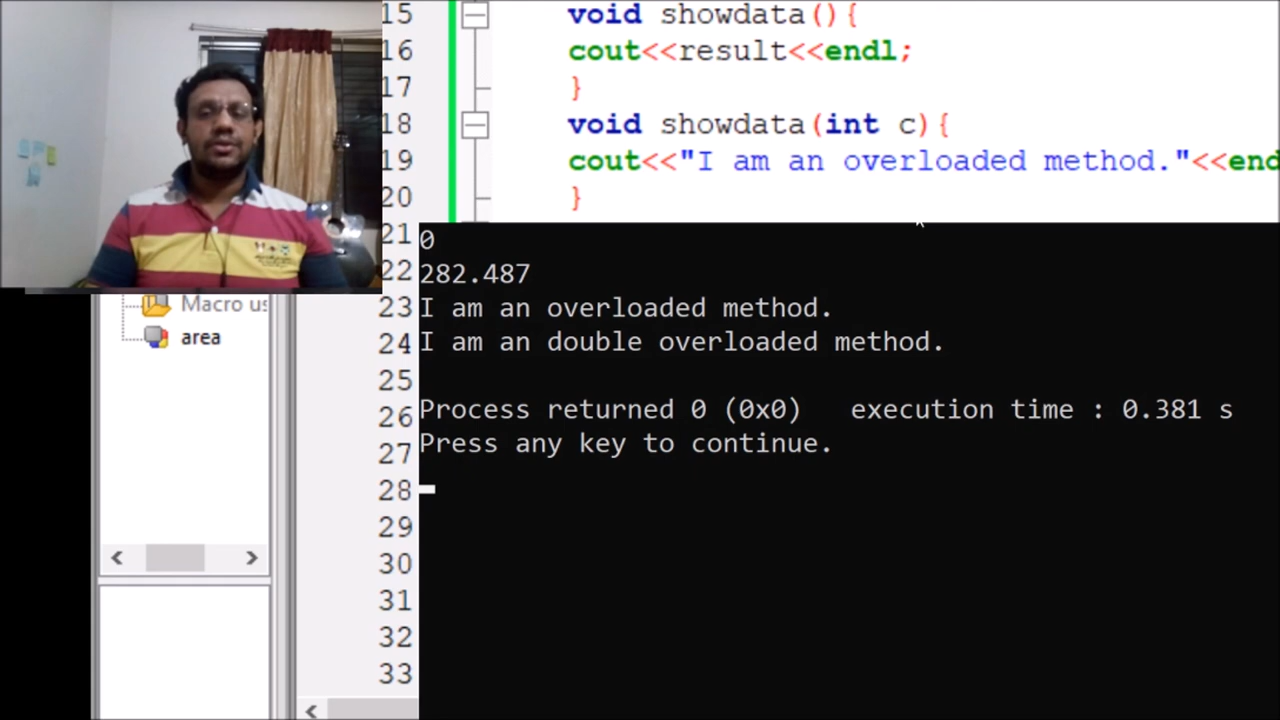 15 void showdata(){
16 cout<<result<<endl;
17 }
18 void showdata(int c){
19 cout<<"I am an overloaded method."<<end
20 }
21
22
23
24
25
26
27
28
29
30
31
32
33
0
282.487
I am an overloaded method.
I am an double overloaded method.
Process returned 0 (0x0) execution time : 0.381 s
Press any key to continue.
Macro us
area